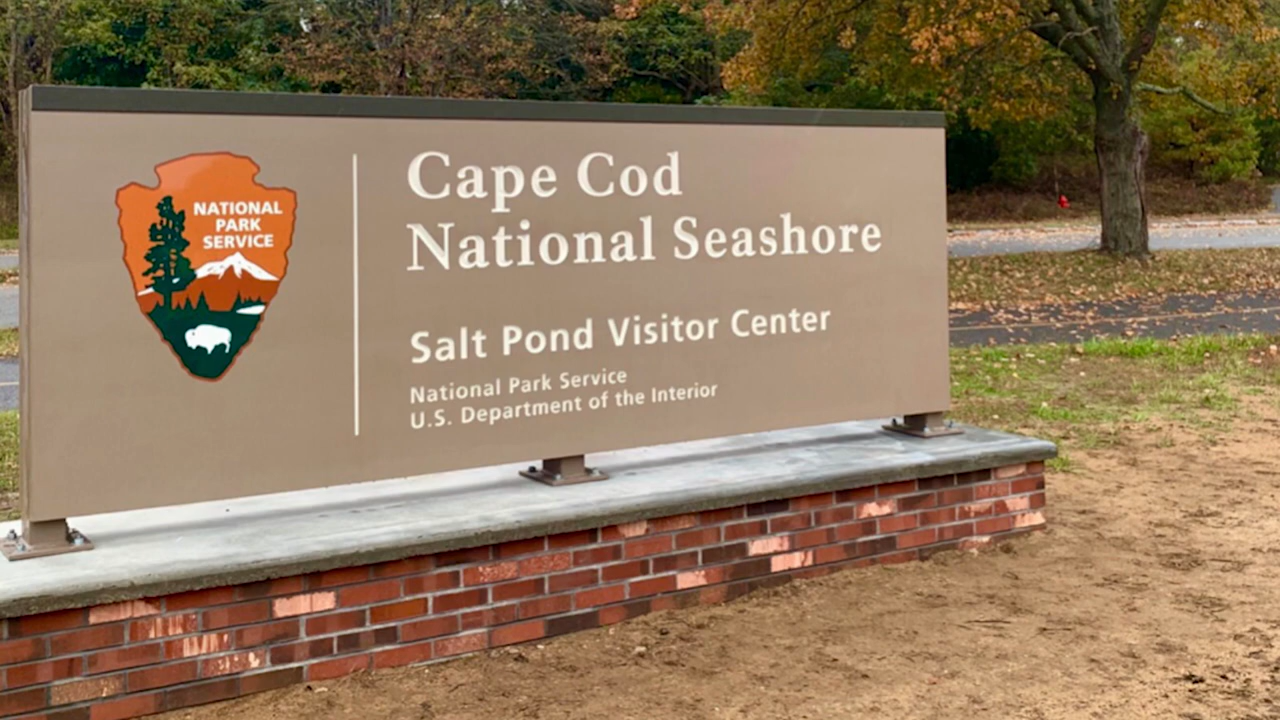 NATIONAL
PARK
SERVICE
Cape Cod
National Seashore
Salt Pond Visitor Center
National Park Service
U.S. Department of the Interior